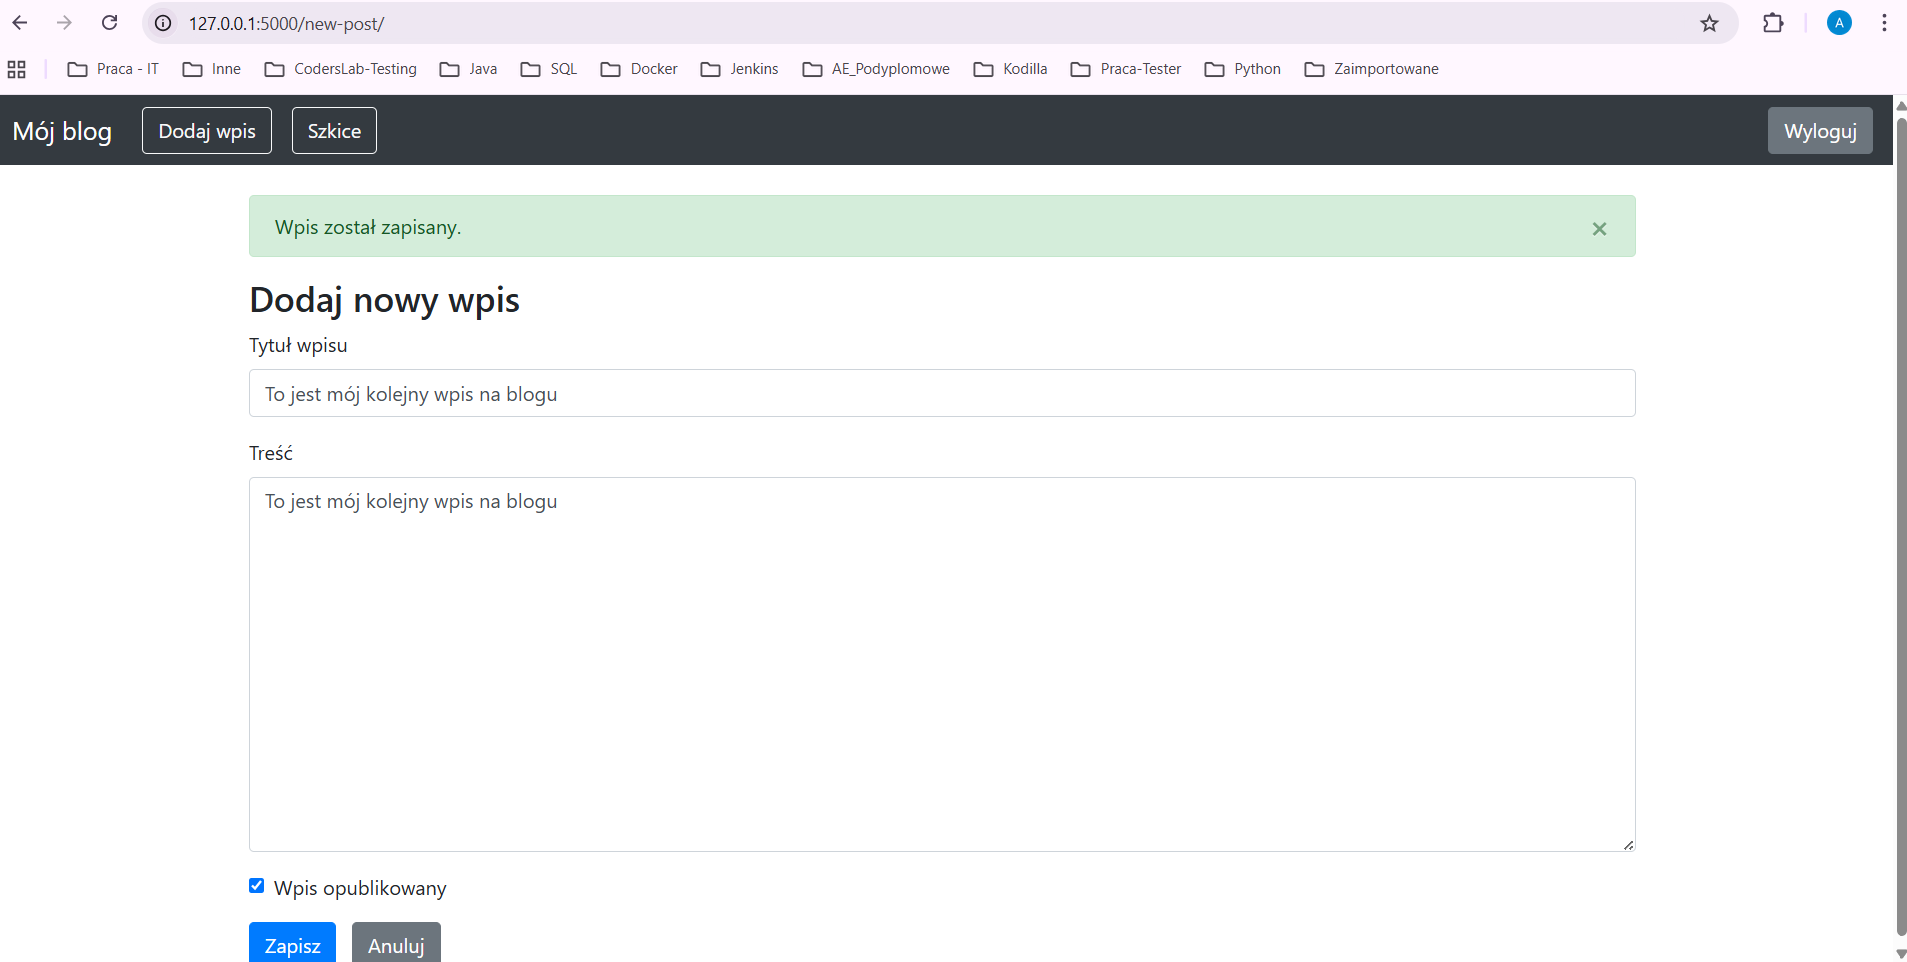 127.0.0.1:5000/new-post/
A
Praca - IT Inne CodersLab-Testing Java SQL Docker Jenkins AE_Podyplomowe Kodilla Praca-Tester Python Zaimportowane
Mój blog Dodaj wpis Szkice Wyloguj
Wpis został zapisany. ×
Dodaj nowy wpis
Tytuł wpisu
To jest mój kolejny wpis na blogu
Treść
To jest mój kolejny wpis na blogu
Wpis opublikowany
Zapisz Anuluj